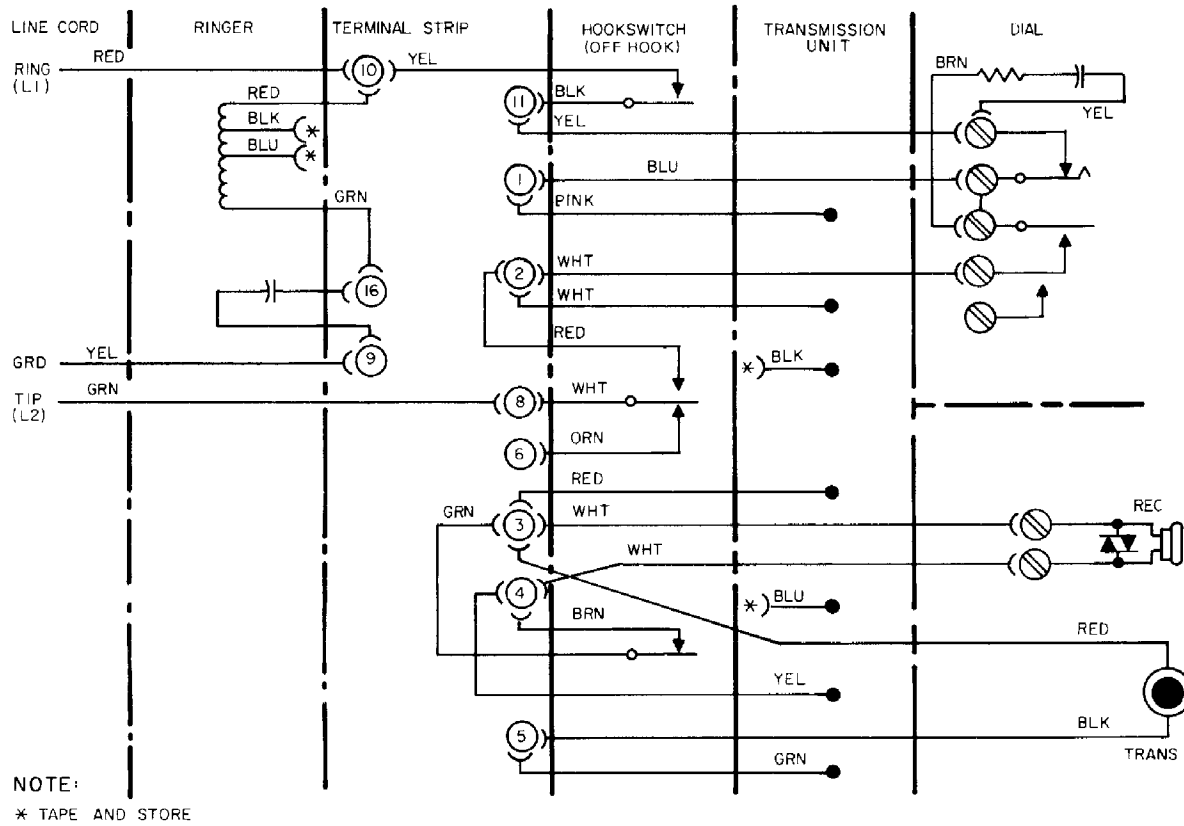 LINE CORD RINGER TERMINAL STRIP HOOKSWITCH (OFF HOOK) TRANSMISSION UNIT DIAL
RING (L1)
RED
10
YEL
BRN
RED
11
BLK
YEL
YEL
BLK
*
BLU
*
1
BLU
PINK
GRN
2
WHT
WHT
16
RED
GRD
YEL
9
*
BLK
TIP (L2)
GRN
8
WHT
6
ORN
RED
GRN
3
WHT
REC
WHT
4
*
BLU
BRN
RED
YEL
5
BLK
GRN
TRANS
NOTE:
* TAPE AND STORE